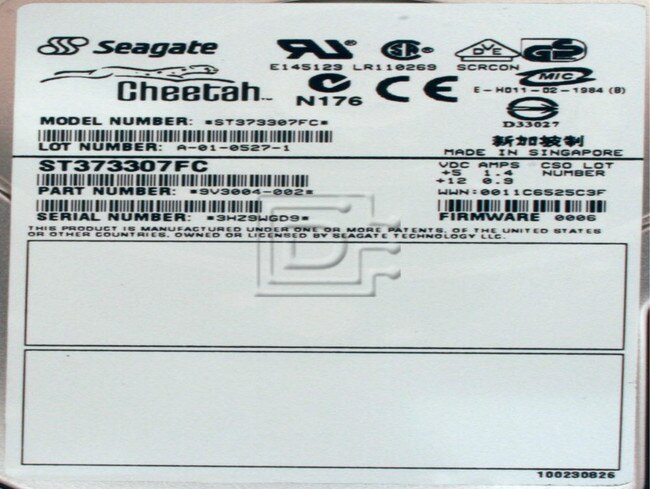 Seagate
Cheetah™
E145123 LR110269
N176
DVE
SCRCON
GS
MIC
E-H011-02-1984 (B)
D33027
新加坡制
MADE IN SINGAPORE
MODEL NUMBER: *ST373307FC*
LOT NUMBER: A-01-0527-1
ST373307FC
PART NUMBER: *9V3004-002*
SERIAL NUMBER: *3HZ9WGD9*
VDC AMPS CSO LOT
+5 1.4 NUMBER
+12 0.9
WWN:0011C6525C3F
FIRMWARE 0006
THIS PRODUCT IS MANUFACTURED UNDER ONE OR MORE PATENTS, OF THE UNITED STATES
OR OTHER COUNTRIES, OWNED OR LICENSED BY SEAGATE TECHNOLOGY LLC.
100230826